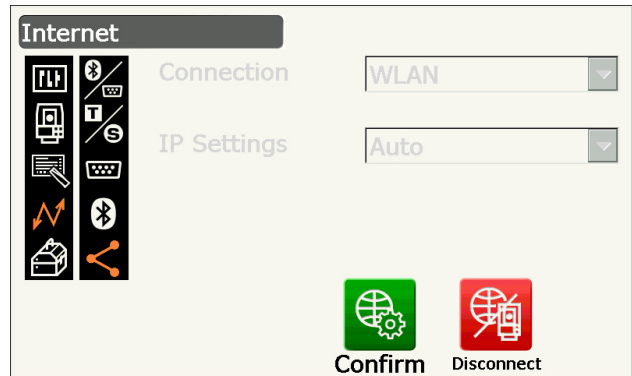 Internet
Connection WLAN
IP Settings Auto
T
S
Confirm Disconnect